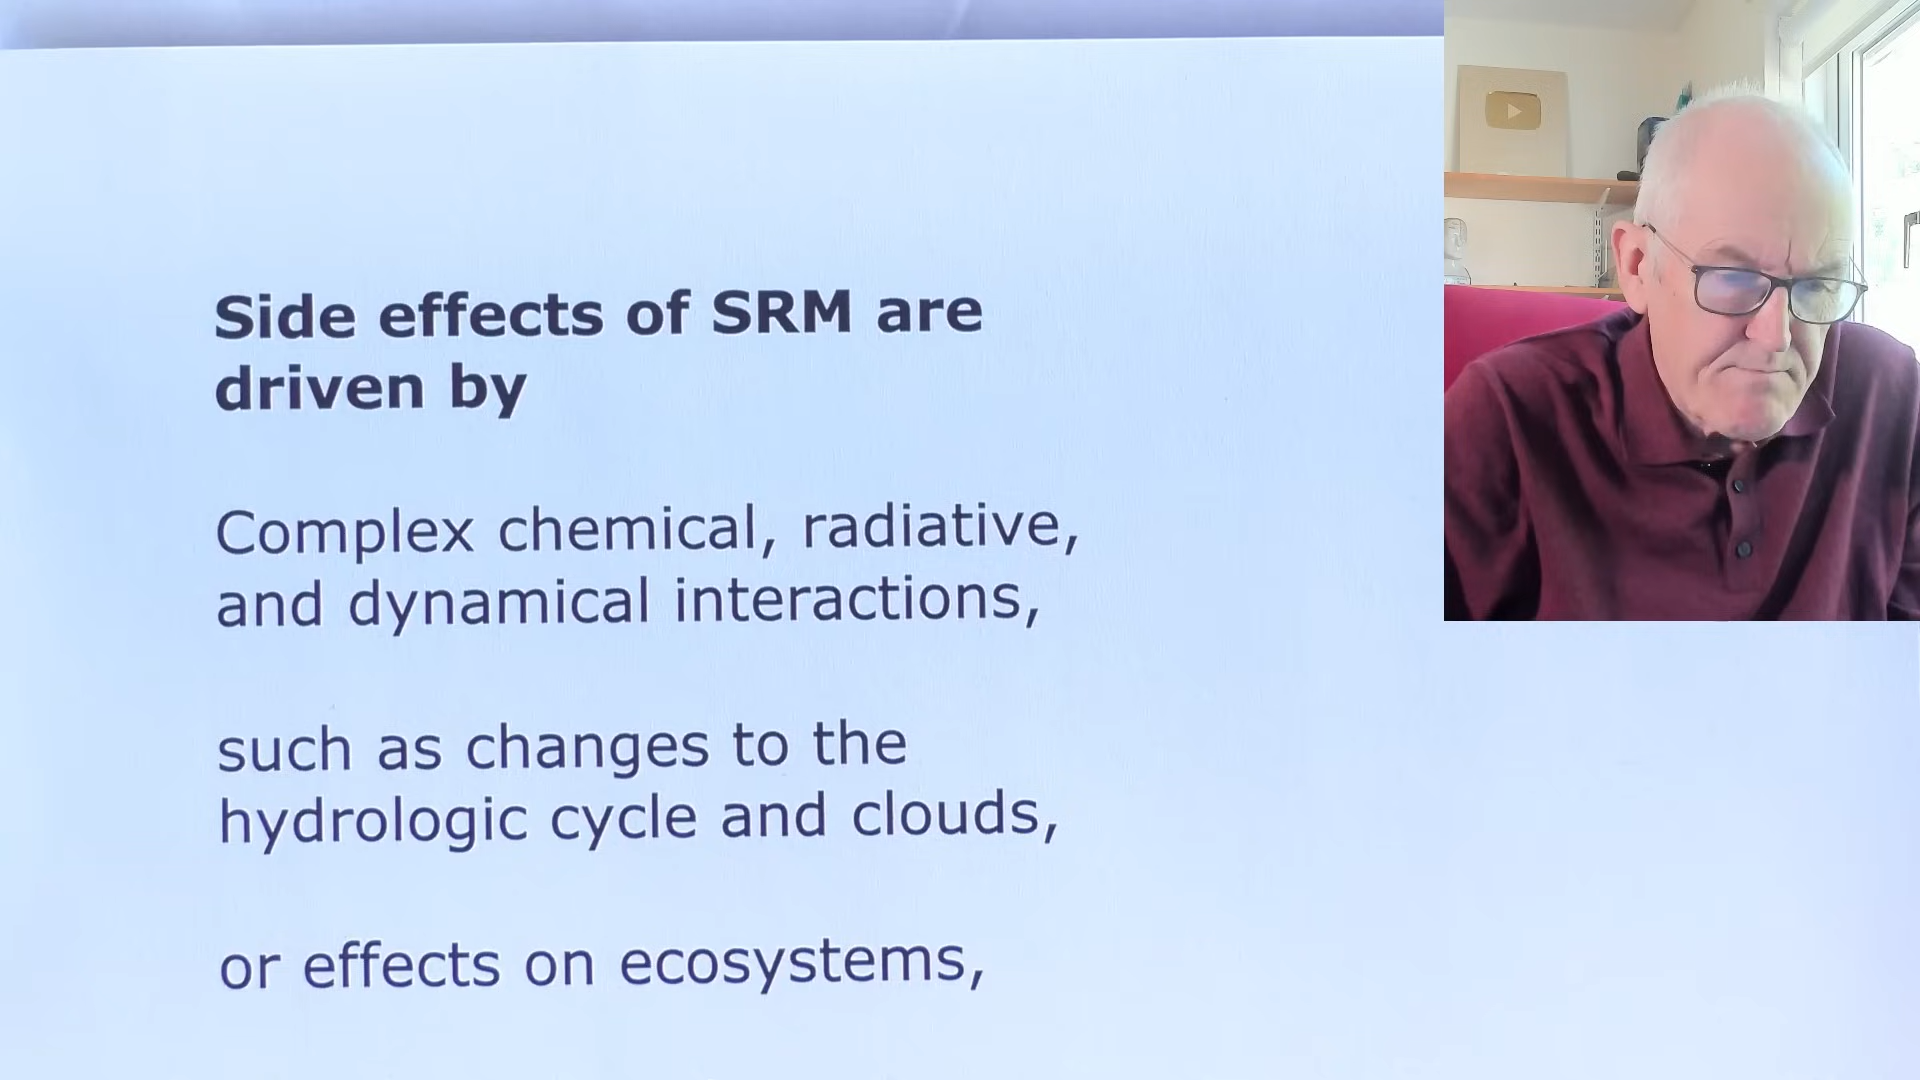 Side effects of SRM are
driven by
Complex chemical, radiative,
and dynamical interactions,
such as changes to the
hydrologic cycle and clouds,
or effects on ecosystems,